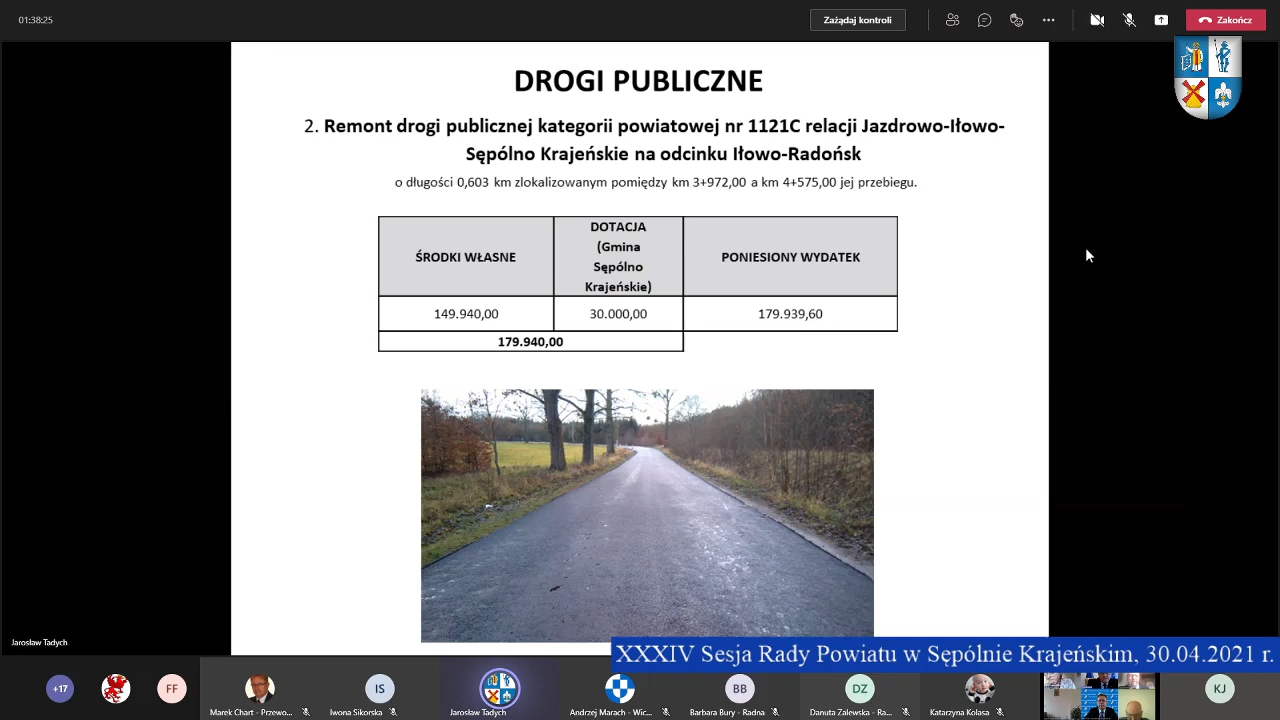 01:38:25
Zażądaj kontroli
Zakończ
DROGI PUBLICZNE
2. Remont drogi publicznej kategorii powiatowej nr 1121C relacji Jazdrowo-Iłowo-
Sępólno Krajeńskie na odcinku Iłowo-Radońsk
o długości 0,603 km zlokalizowanym pomiędzy km 3+972,00 a km 4+575,00 jej przebiegu.
ŚRODKI WŁASNE
DOTACJA
(Gmina
Sępólno
Krajeńskie)
PONIESIONY WYDATEK
149.940,00
30.000,00
179.939,60
179.940,00
Jarosław Tadych
XXXIV Sesja Rady Powiatu w Sępólnie Krajeńskim, 30.04.2021 r.
+17
FF
Marek Chart - Przewo...
IS
Iwona Sikorska
Jarosław Tadych
Andrzej Marach - Wic...
BB
Barbara Bury - Radna
DZ
Danuta Zalewska - Ra...
Katarzyna Kolasa
KJ